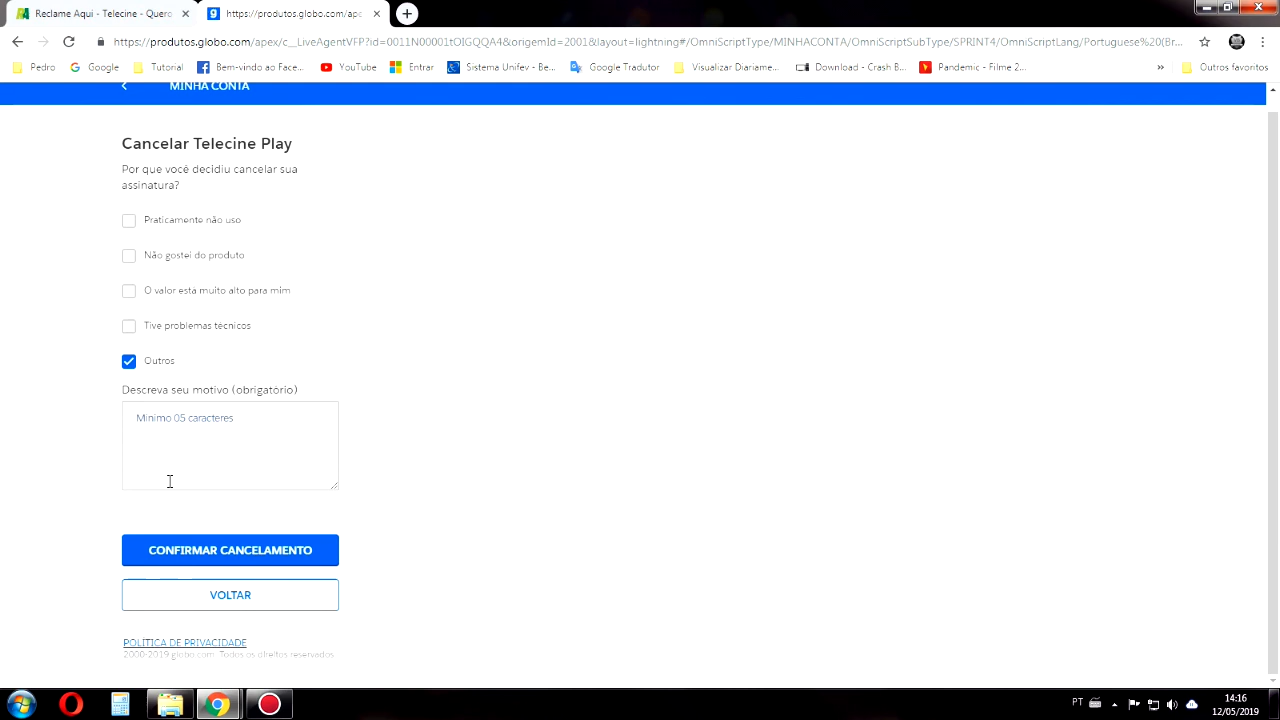 Reclame Aqui - Telecine - Quero
https://produtos.globo.com/ape
https://produtos.globo.com/apex/c__LiveAgentVFP?id=0011N00001tOIGQQA4&origemId=2001&layout=lightning#/OmniScriptType/MINHACONTA/OmniScriptSubType/SPRINT4/OmniScriptLang/Portuguese%20(Br...
Pedro Google Tutorial Bem-vindo ao Face... YouTube Entrar Sistema Unifev - Be... Google Tradutor Visualizar Diariame... Download - Crash B... Pandemic - Filme 2... » Outros favoritos
MINHA CONTA
Cancelar Telecine Play
Por que você decidiu cancelar sua
assinatura?
Praticamente não uso
Não gostei do produto
O valor está muito alto para mim
Tive problemas técnicos
Outros
Descreva seu motivo (obrigatório)
Mínimo 05 caracteres
CONFIRMAR CANCELAMENTO
VOLTAR
POLÍTICA DE PRIVACIDADE
2000-2019 globo.com. Todos os direitos reservados
PT
14:16
12/05/2019